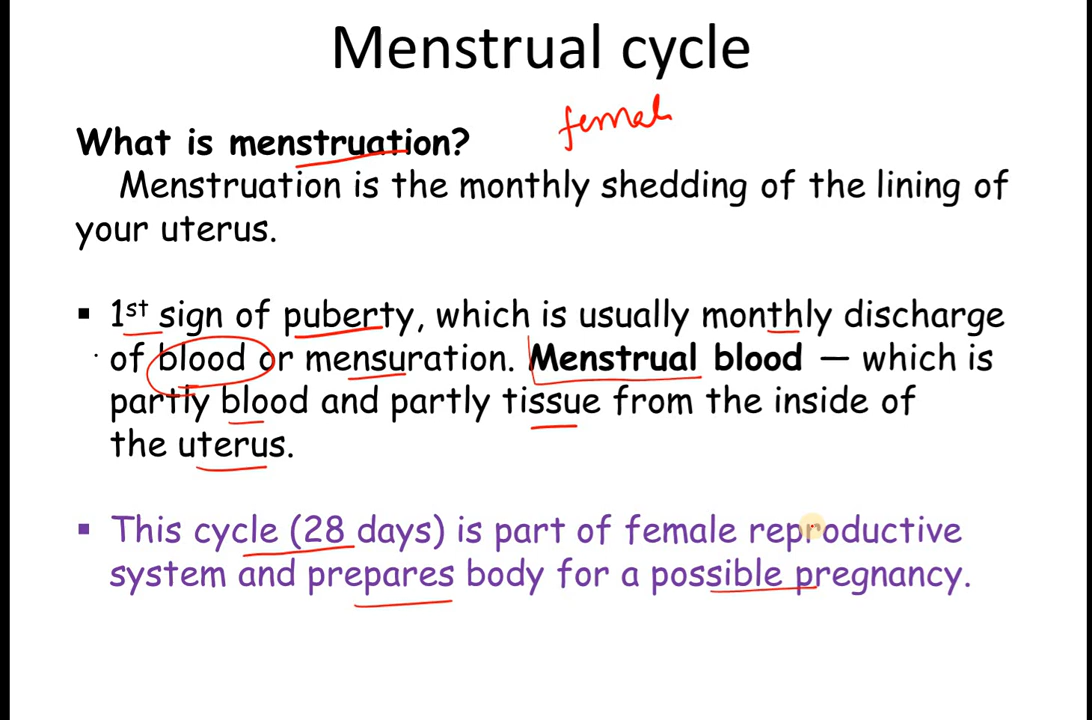 Menstrual cycle
femal
What is menstruation?
Menstruation is the monthly shedding of the lining of
your uterus.
▪ 1st sign of puberty, which is usually monthly discharge
of blood or mensuration. Menstrual blood — which is
partly blood and partly tissue from the inside of
the uterus.
▪ This cycle (28 days) is part of female reproductive
system and prepares body for a possible pregnancy.